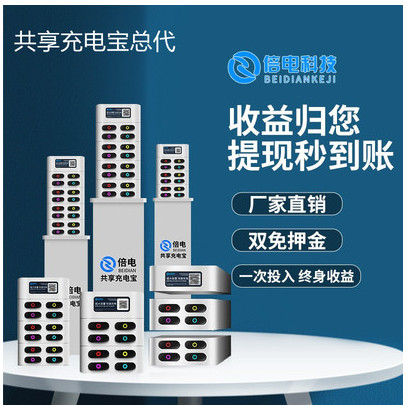 共享充电宝总代
倍电科技
BEIDIANKEJI
收益归您
提现秒到账
厂家直销
双免押金
一次投入 终身收益
倍电
BEIDIAN
共享充电宝